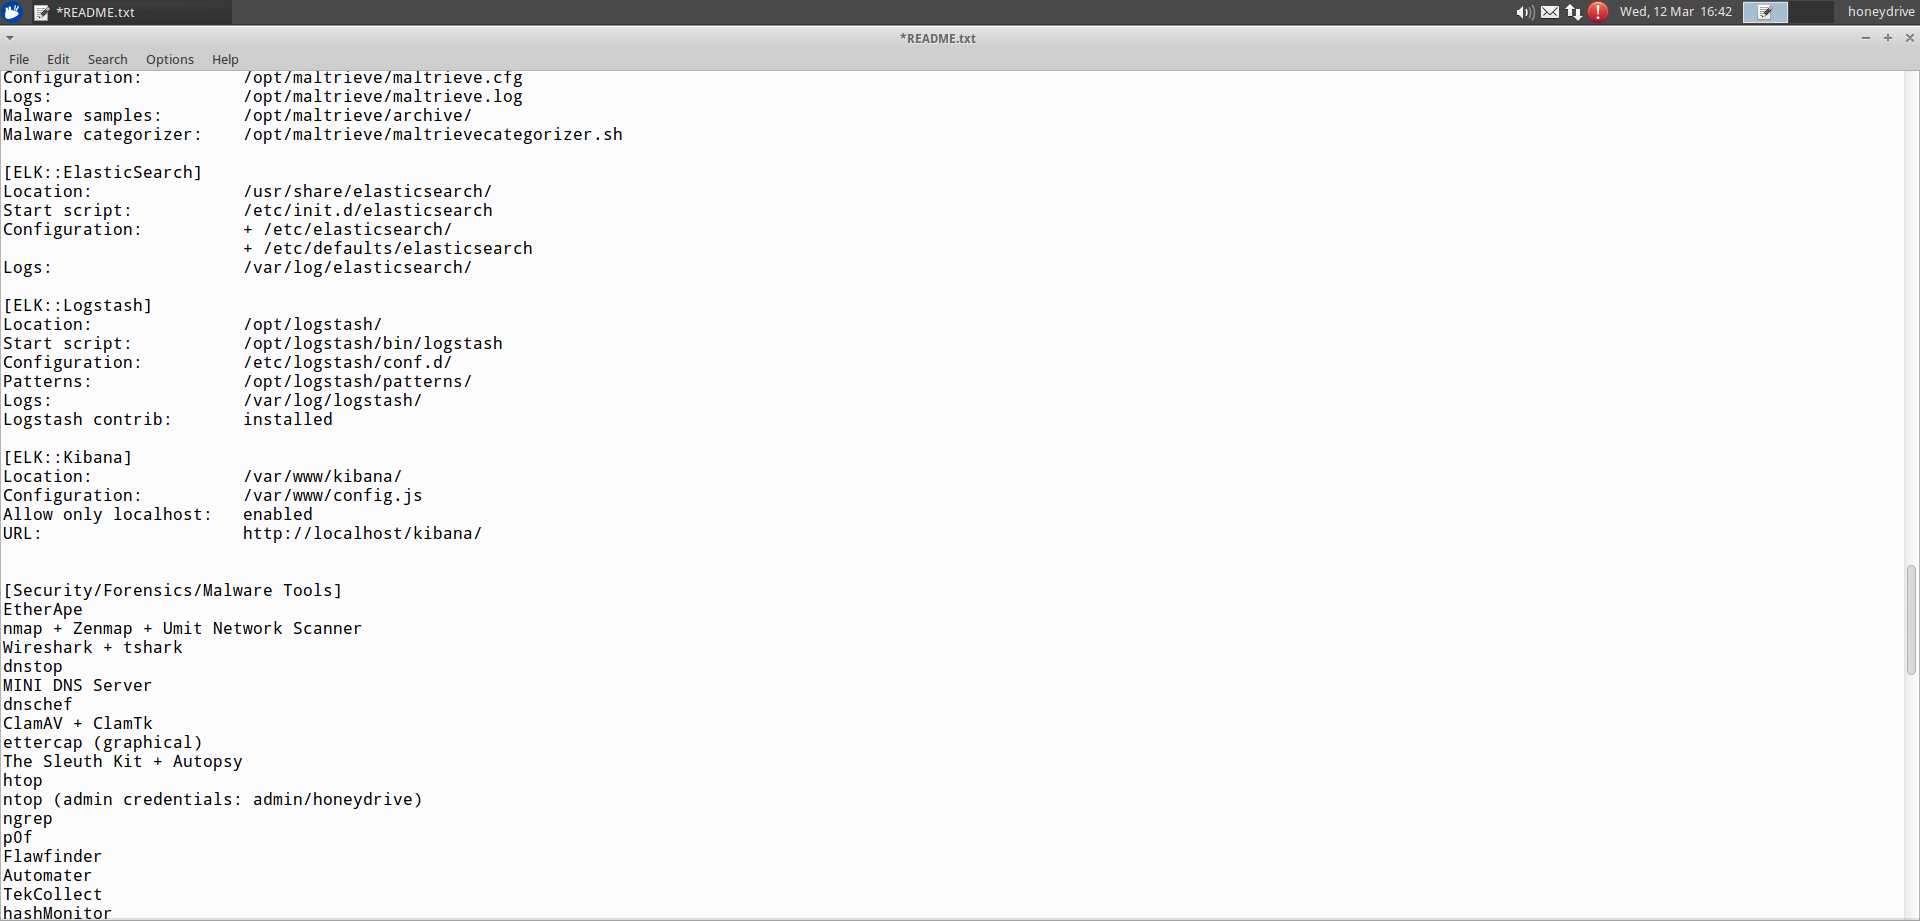 *README.txt
Wed, 12 Mar 16:42
honeydrive
*README.txt
File Edit Search Options Help
Configuration: /opt/maltrieve/maltrieve.cfg
Logs: /opt/maltrieve/maltrieve.log
Malware samples: /opt/maltrieve/archive/
Malware categorizer: /opt/maltrieve/maltrievecategorizer.sh
[ELK::ElasticSearch]
Location: /usr/share/elasticsearch/
Start script: /etc/init.d/elasticsearch
Configuration: + /etc/elasticsearch/
+ /etc/defaults/elasticsearch
Logs: /var/log/elasticsearch/
[ELK::Logstash]
Location: /opt/logstash/
Start script: /opt/logstash/bin/logstash
Configuration: /etc/logstash/conf.d/
Patterns: /opt/logstash/patterns/
Logs: /var/log/logstash/
Logstash contrib: installed
[ELK::Kibana]
Location: /var/www/kibana/
Configuration: /var/www/config.js
Allow only localhost: enabled
URL: http://localhost/kibana/
[Security/Forensics/Malware Tools]
EtherApe
nmap + Zenmap + Umit Network Scanner
Wireshark + tshark
dnstop
MINI DNS Server
dnschef
ClamAV + ClamTk
ettercap (graphical)
The Sleuth Kit + Autopsy
htop
ntop (admin credentials: admin/honeydrive)
ngrep
p0f
Flawfinder
Automater
TekCollect
hashMonitor